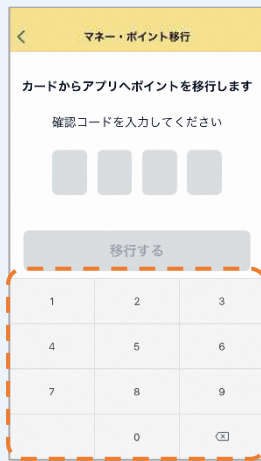 マネー・ポイント移行
カードからアプリへポイントを移行します
確認コードを入力してください
移行する
1 2 3
4 5 6
7 8 9
0